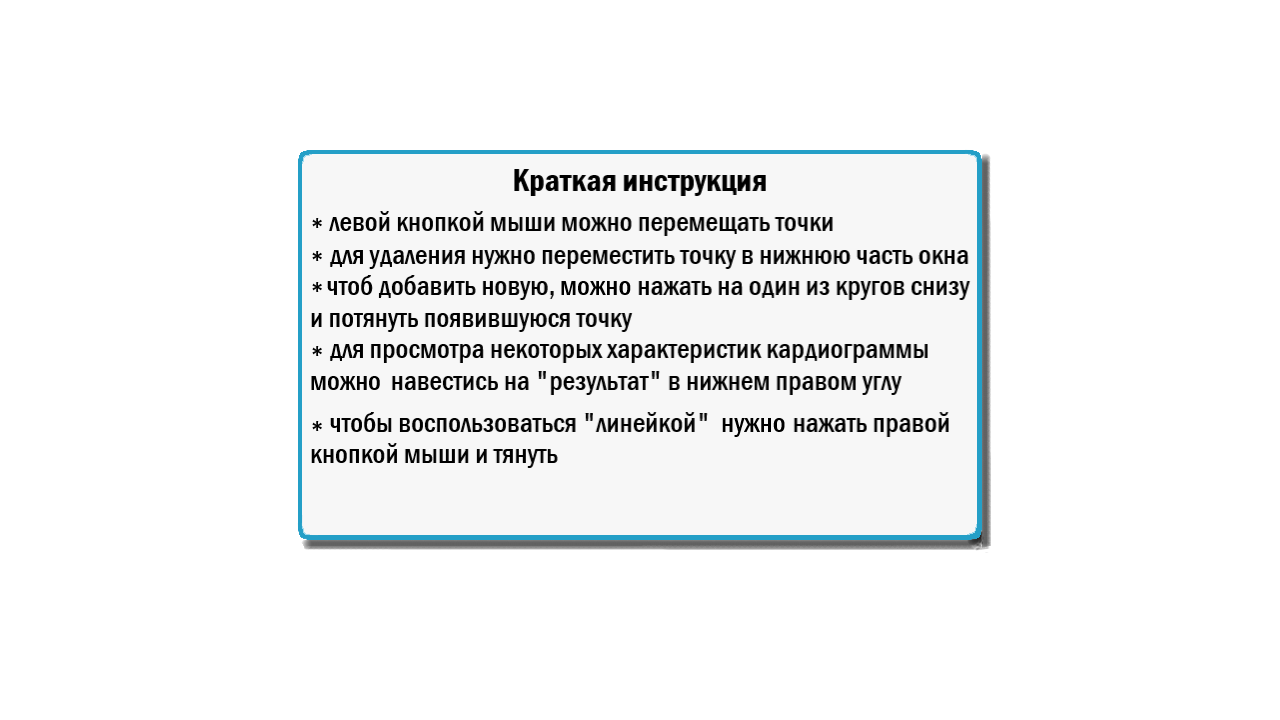 Краткая инструкция
* левой кнопкой мыши можно перемещать точки
* для удаления нужно переместить точку в нижнюю часть окна
* чтоб добавить новую, можно нажать на один из кругов снизу
и потянуть появившуюся точку
* для просмотра некоторых характеристик кардиограммы
можно навестись на "результат" в нижнем правом углу
* чтобы воспользоваться "линейкой" нужно нажать правой
кнопкой мыши и тянуть